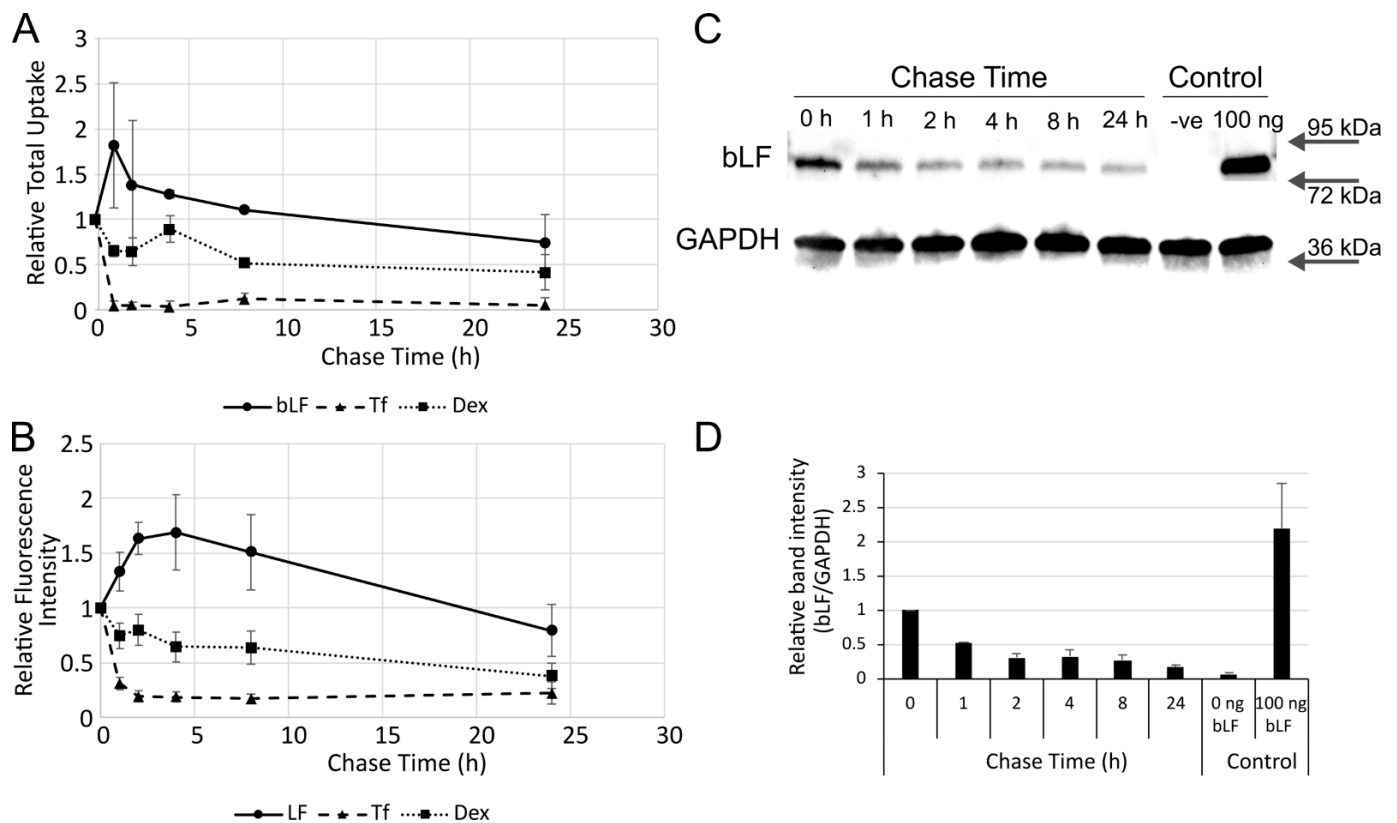 A
Relative Total Uptake
3
2.5
2
1.5
1
0.5
0
0 5 10 15 20 25 30
Chase Time (h)
bLF Tf Dex
B
Relative Fluorescence
Intensity
2.5
2
1.5
1
0.5
0
0 5 10 15 20 25 30
Chase Time (h)
LF Tf Dex
C
Chase Time Control
0 h 1 h 2 h 4 h 8 h 24 h -ve 100 ng
95 kDa
bLF
72 kDa
GAPDH
36 kDa
D
Relative band intensity
(bLF/GAPDH)
3
2.5
2
1.5
1
0.5
0
0 1 2 4 8 24 0 ng 100 ng
bLF bLF
Chase Time (h) Control